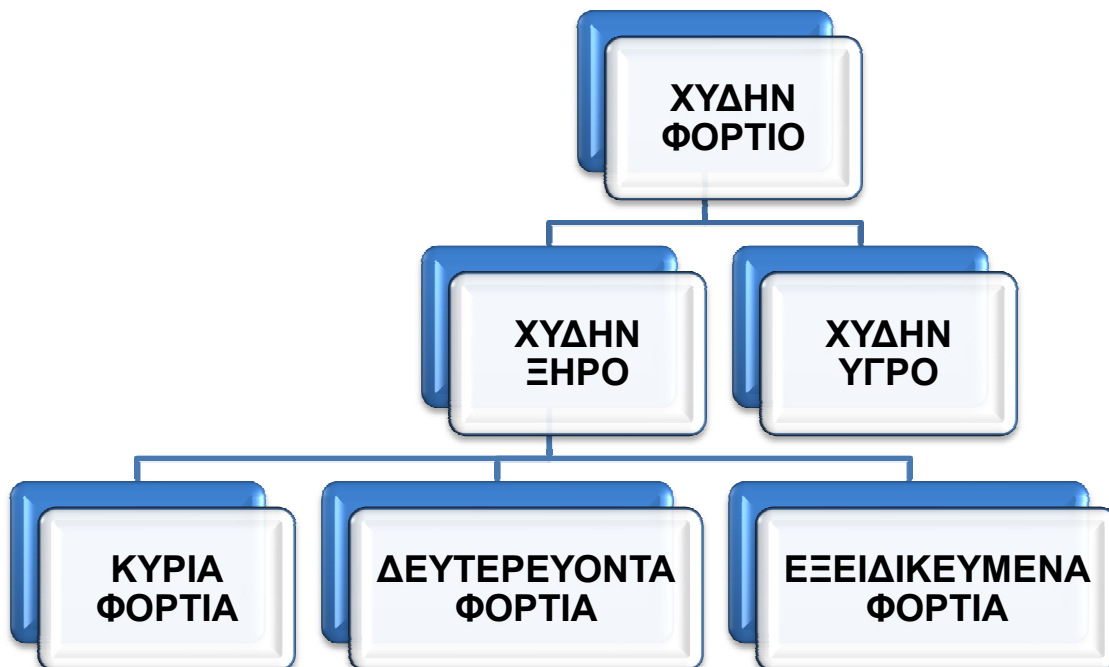 ΧΥΔΗΝ
ΦΟΡΤΙΟ
ΧΥΔΗΝ
ΞΗΡΟ
ΧΥΔΗΝ
ΥΓΡΟ
ΚΥΡΙΑ
ΦΟΡΤΙΑ
ΔΕΥΤΕΡΕΥΟΝΤΑ
ΦΟΡΤΙΑ
ΕΞΕΙΔΙΚΕΥΜΕΝΑ
ΦΟΡΤΙΑ